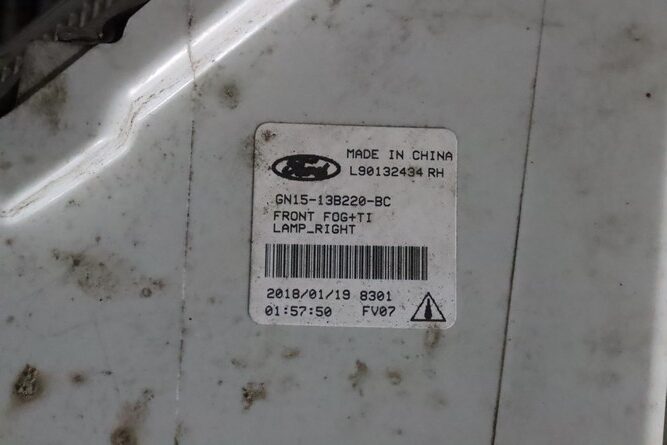 MADE IN CHINA
L90132434 RH
GN15-13B220-BC
FRONT FOG+TI
LAMP_RIGHT
2018/01/19 8301
01:57:50 FV07